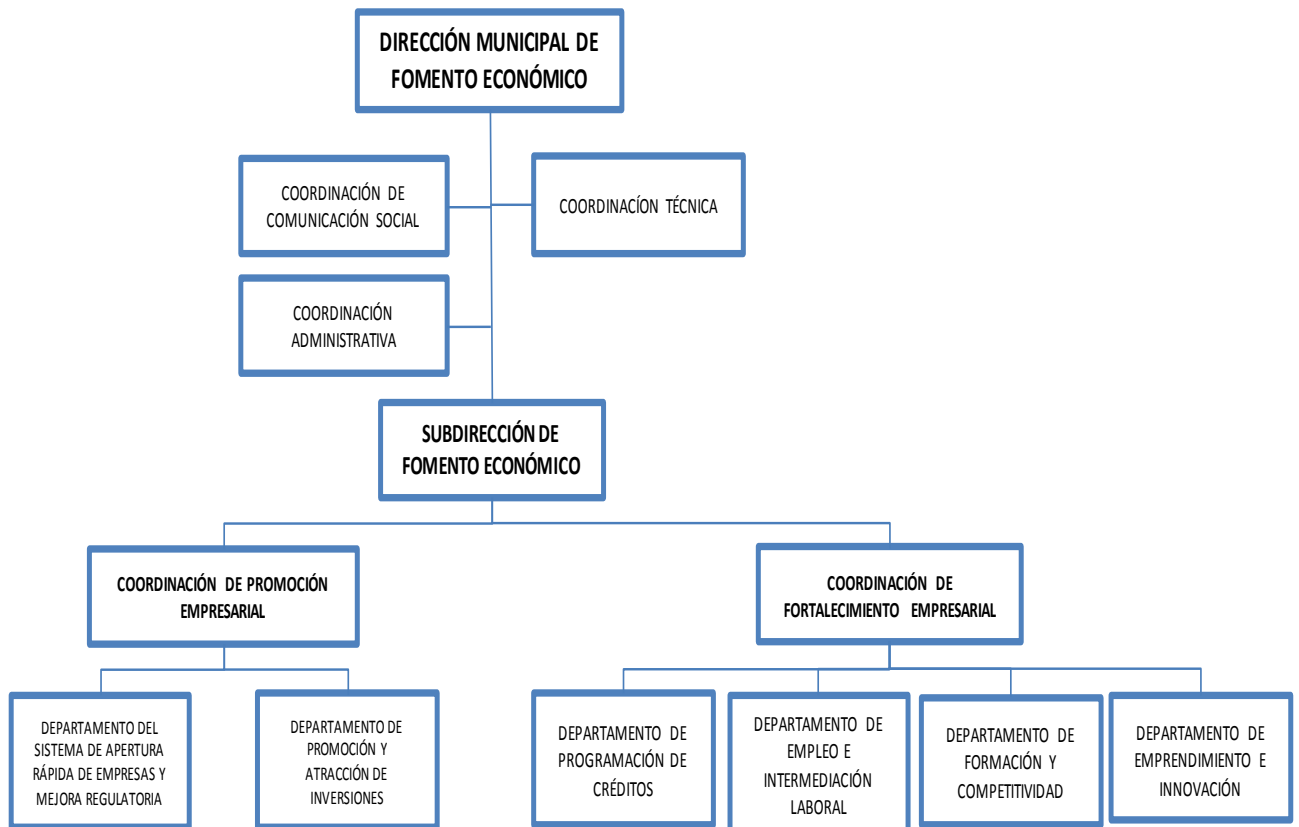 DIRECCIÓN MUNICIPAL DE
FOMENTO ECONÓMICO
COORDINACIÓN DE
COMUNICACIÓN SOCIAL
COORDINACÍON TÉCNICA
COORDINACIÓN
ADMINISTRATIVA
SUBDIRECCIÓN DE
FOMENTO ECONÓMICO
COORDINACIÓN DE PROMOCIÓN
EMPRESARIAL
COORDINACIÓN DE
FORTALECIMIENTO EMPRESARIAL
DEPARTAMENTO DEL
SISTEMA DE APERTURA
RÁPIDA DE EMPRESAS Y
MEJORA REGULATORIA
DEPARTAMENTO DE
PROMOCIÓN Y
ATRACCIÓN DE
INVERSIONES
DEPARTAMENTO DE
PROGRAMACIÓN DE
CRÉDITOS
DEPARTAMENTO DE
EMPLEO E
INTERMEDIACIÓN
LABORAL
DEPARTAMENTO DE
FORMACIÓN Y
COMPETITIVIDAD
DEPARTAMENTO DE
EMPRENDIMIENTO E
INNOVACIÓN